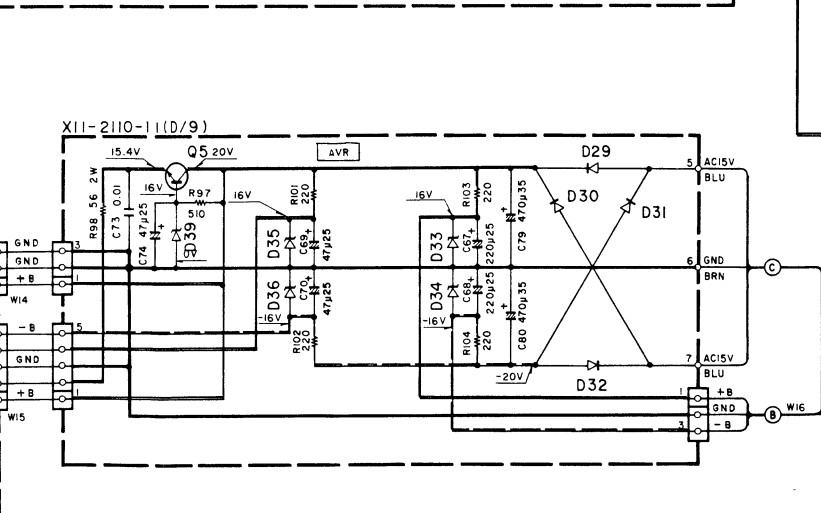 X11-2110-11(D/9)
15.4V
Q5 20V
AVR
D29
5 AC15V
BLU
R98 56 2W
C73 0.01
16V
R97
510
C74 47µ25
D39
0V
R101
220
16V
D35
C69
47µ25
D36
C70
47µ25
-16V
R102
220
R103
220
16V
D33
C67
220µ25
D34
C68
220µ25
-16V
R104
220
470µ35
C79
C80 470µ35
D30
D31
6 GND
BRN
C
-20V
D32
7 AC15V
BLU
GND
3
GND
+B
1
W14
-B
5
GND
+B
1
W15
1
+B
GND
3
-B
B
W16